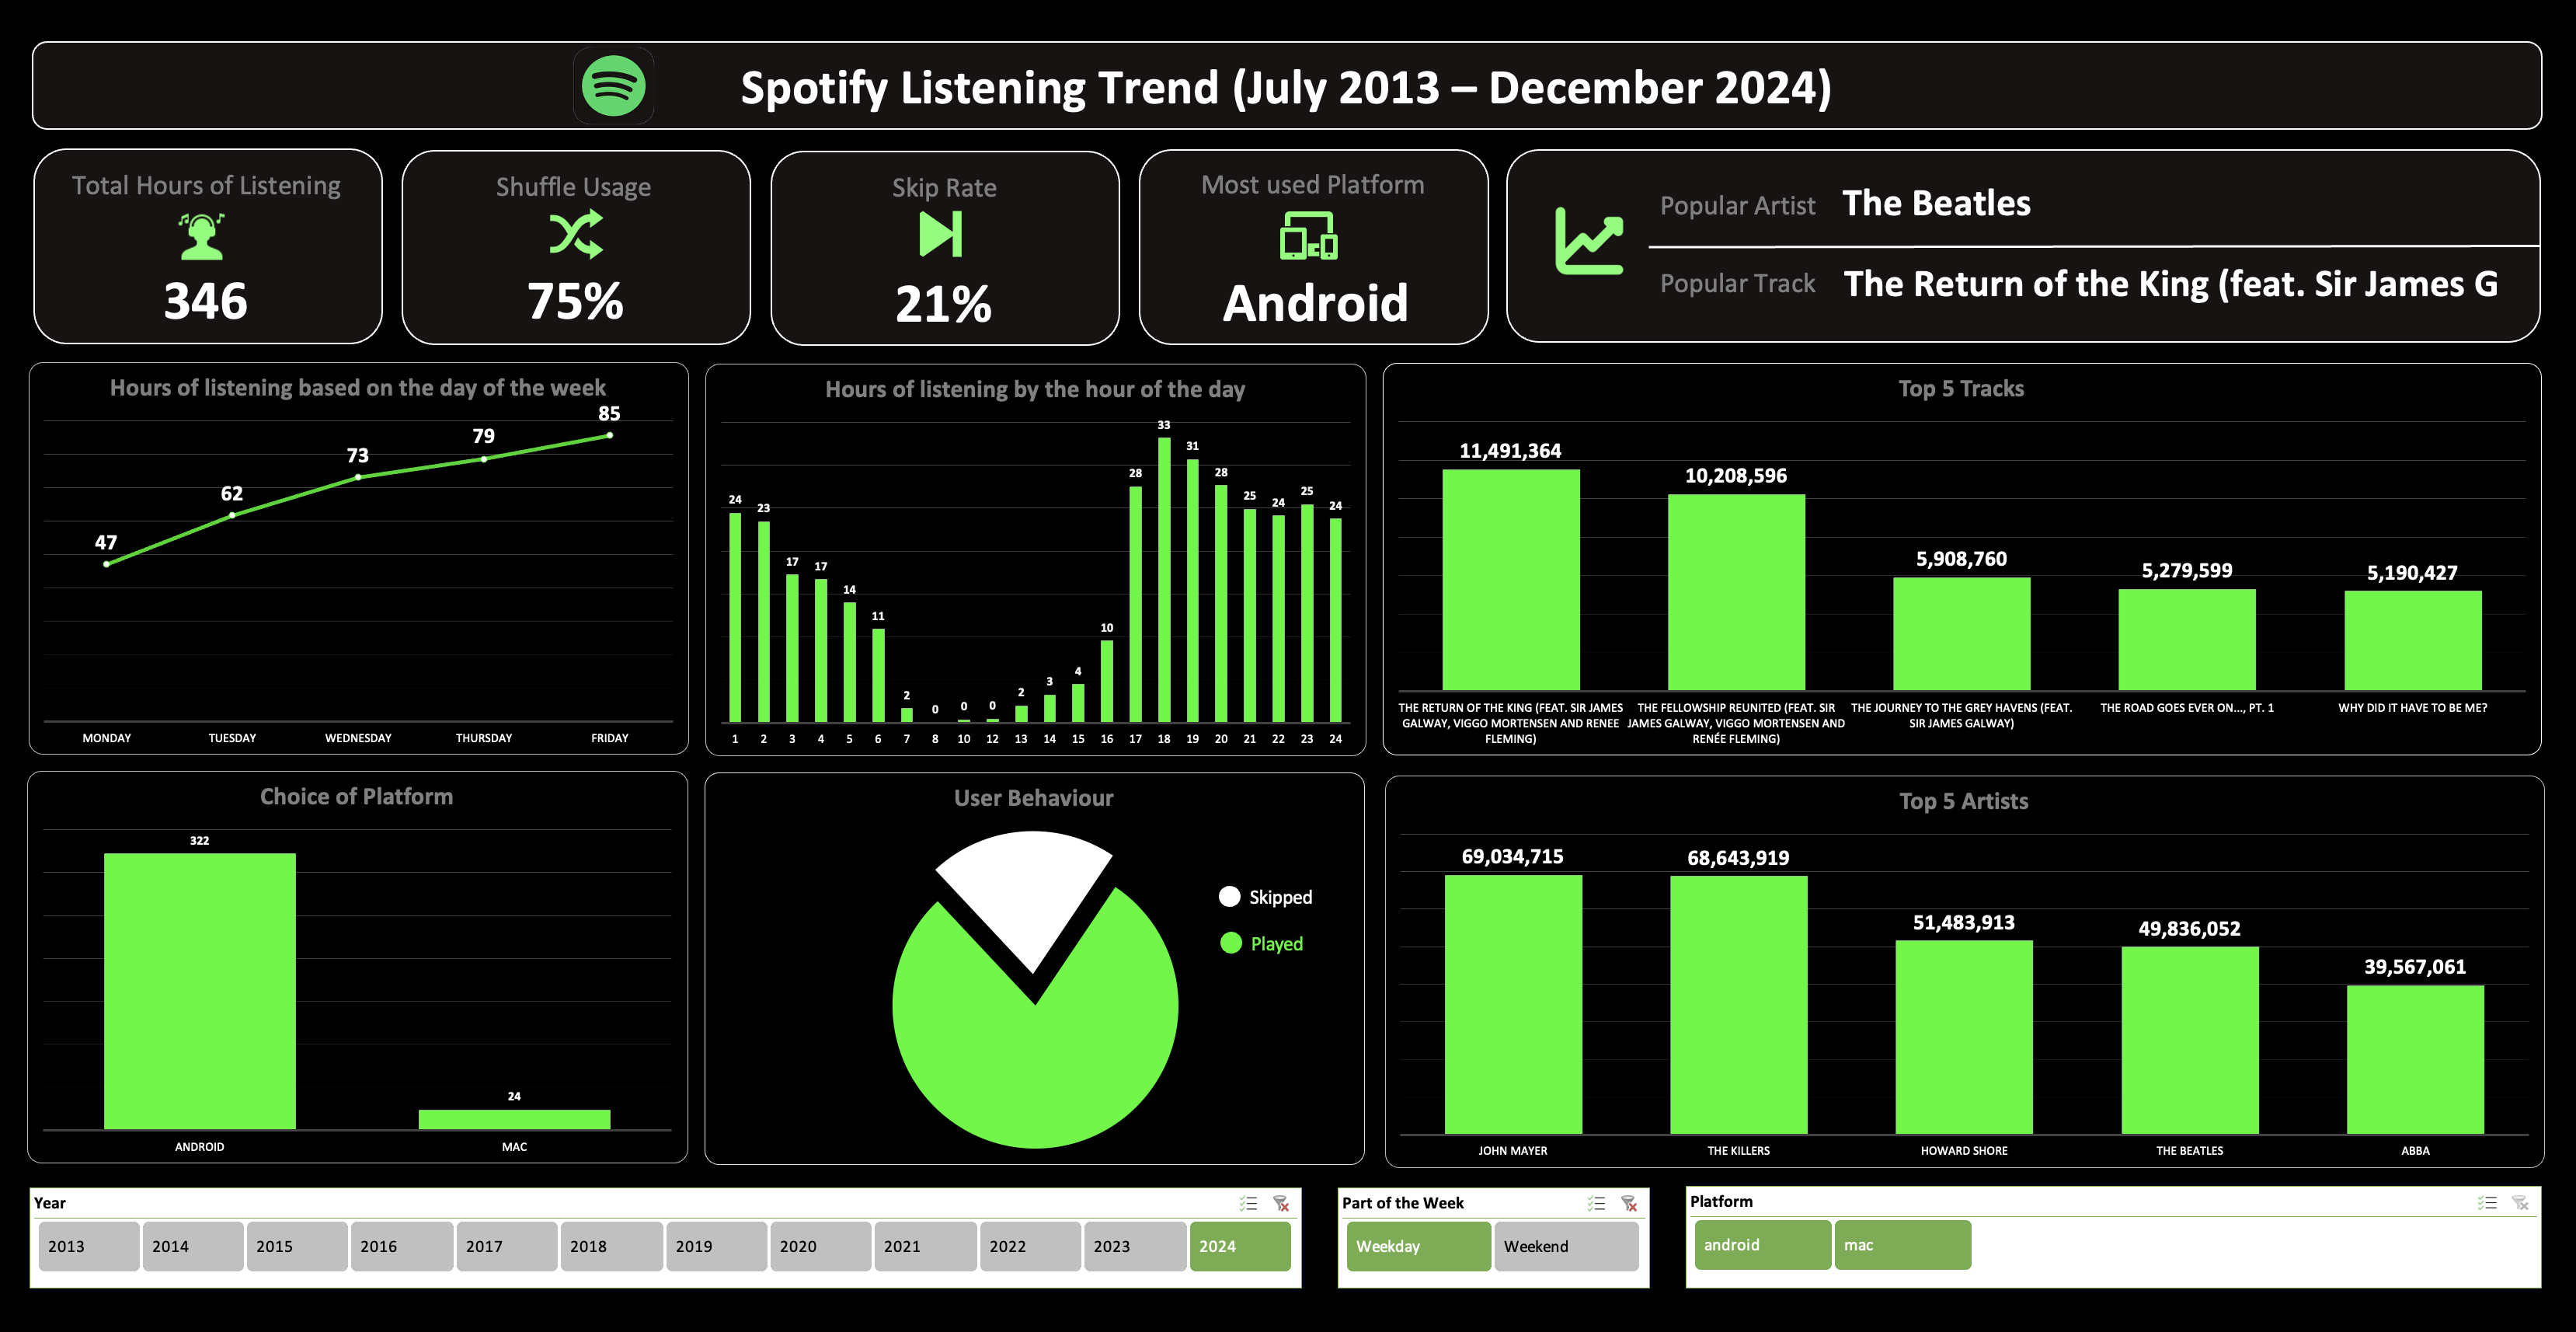 Spotify Listening Trend (July 2013 – December 2024)
Total Hours of Listening
346
Shuffle Usage
75%
Skip Rate
21%
Most used Platform
Android
Popular Artist The Beatles
Popular Track The Return of the King (feat. Sir James G
Hours of listening based on the day of the week
47
62
73
79
85
MONDAY TUESDAY WEDNESDAY THURSDAY FRIDAY
Hours of listening by the hour of the day
24 23 17 17 14 11 2 0 0 0 2 3 4 10 28 33 31 28 25 24 25 24
1 2 3 4 5 6 7 8 10 12 13 14 15 16 17 18 19 20 21 22 23 24
Top 5 Tracks
11,491,364
10,208,596
5,908,760
5,279,599
5,190,427
THE RETURN OF THE KING (FEAT. SIR JAMES
GALWAY, VIGGO MORTENSEN AND RENEE
FLEMING)
THE FELLOWSHIP REUNITED (FEAT. SIR
JAMES GALWAY, VIGGO MORTENSEN AND
RENÉE FLEMING)
THE JOURNEY TO THE GREY HAVENS (FEAT.
SIR JAMES GALWAY)
THE ROAD GOES EVER ON..., PT. 1
WHY DID IT HAVE TO BE ME?
Choice of Platform
322
24
ANDROID MAC
User Behaviour
Skipped
Played
Top 5 Artists
69,034,715
68,643,919
51,483,913
49,836,052
39,567,061
JOHN MAYER THE KILLERS HOWARD SHORE THE BEATLES ABBA
Year
2013 2014 2015 2016 2017 2018 2019 2020 2021 2022 2023 2024
Part of the Week
Weekday Weekend
Platform
android mac